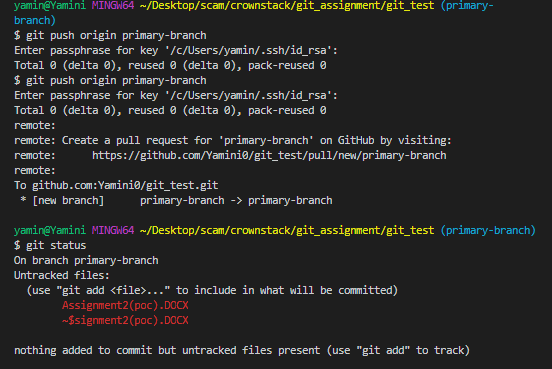 yamin@Yamini MINGW64 ~/Desktop/scam/crownstack/git_assignment/git_test (primary-
branch)
$ git push origin primary-branch
Enter passphrase for key '/c/Users/yamin/.ssh/id_rsa':
Total 0 (delta 0), reused 0 (delta 0), pack-reused 0
$ git push origin primary-branch
Enter passphrase for key '/c/Users/yamin/.ssh/id_rsa':
Total 0 (delta 0), reused 0 (delta 0), pack-reused 0
remote:
remote: Create a pull request for 'primary-branch' on GitHub by visiting:
remote:      https://github.com/Yamini0/git_test/pull/new/primary-branch
remote:
To github.com:Yamini0/git_test.git
 * [new branch]      primary-branch -> primary-branch
yamin@Yamini MINGW64 ~/Desktop/scam/crownstack/git_assignment/git_test (primary-branch)
$ git status
On branch primary-branch
Untracked files:
  (use "git add <file>..." to include in what will be committed)
        Assignment2(poc).DOCX
        ~$signment2(poc).DOCX
nothing added to commit but untracked files present (use "git add" to track)